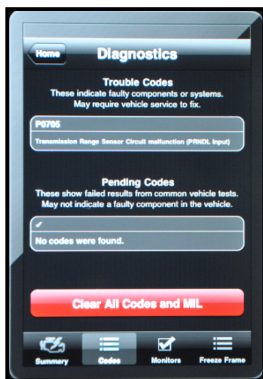 Home
Diagnostics
Trouble Codes
These indicate faulty components or systems.
May require vehicle service to fix.
P0705
Transmission Range Sensor Circuit malfunction (PRNDL Input)
Pending Codes
These show failed results from common vehicle tests.
May not indicate a faulty component in the vehicle.
No codes were found.
Clear All Codes and MIL
Summary
Codes
Monitors
Freeze Frame